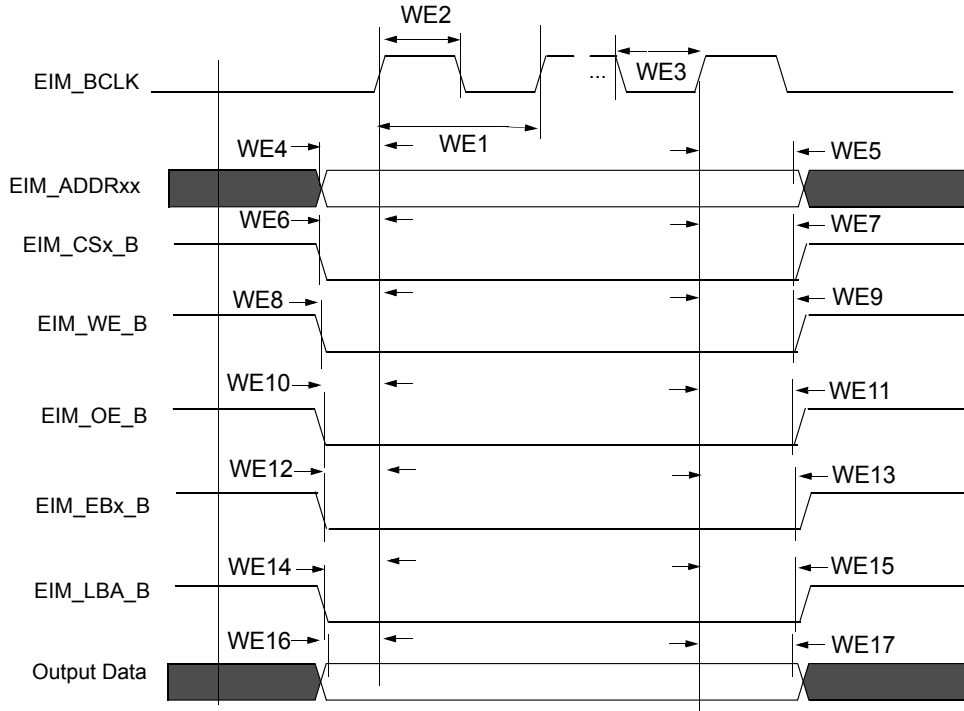 WE2
EIM_BCLK
...
WE3
WE1
WE4
WE5
EIM_ADDRxx
WE6
WE7
EIM_CSx_B
WE8
WE9
EIM_WE_B
WE10
WE11
EIM_OE_B
WE12
WE13
EIM_EBx_B
WE14
WE15
EIM_LBA_B
WE16
WE17
Output Data